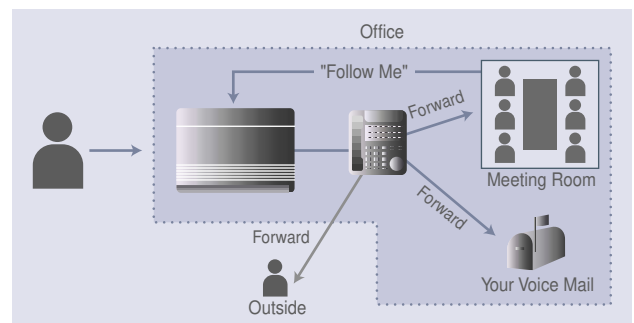 Office
"Follow Me"
Forward
Meeting Room
Forward
Forward
Your Voice Mail
Outside